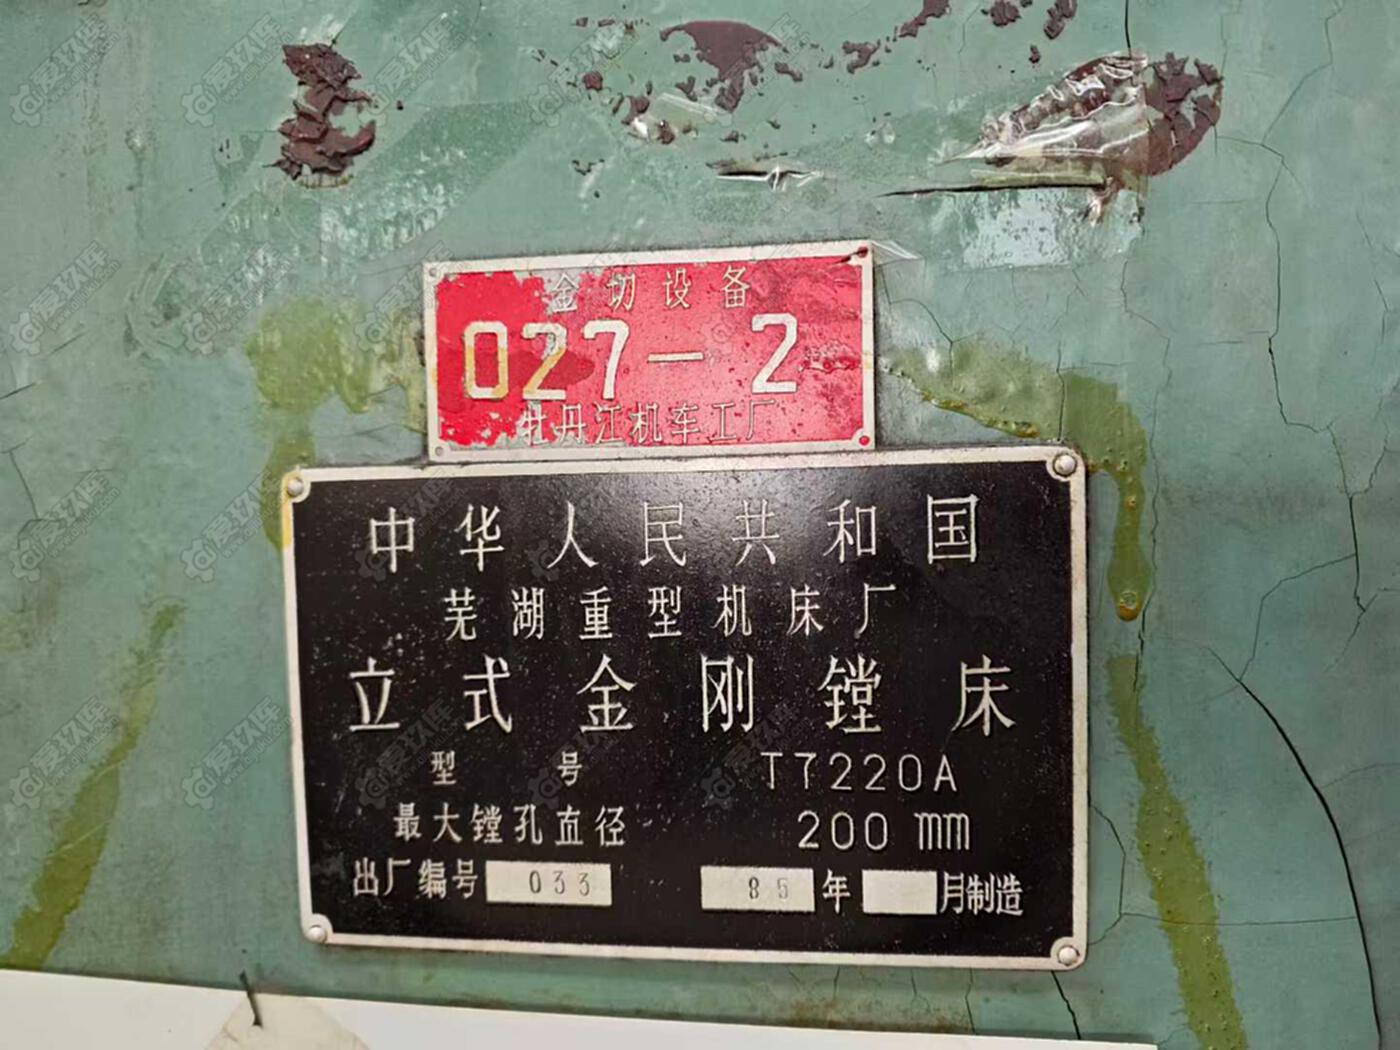 金切设备
027-2
牡丹江机车工厂
中华人民共和国
芜湖重型机床厂
立式金刚镗床
型号 T7220A
最大镗孔直径 200 mm
出厂编号 033 85 年 月制造